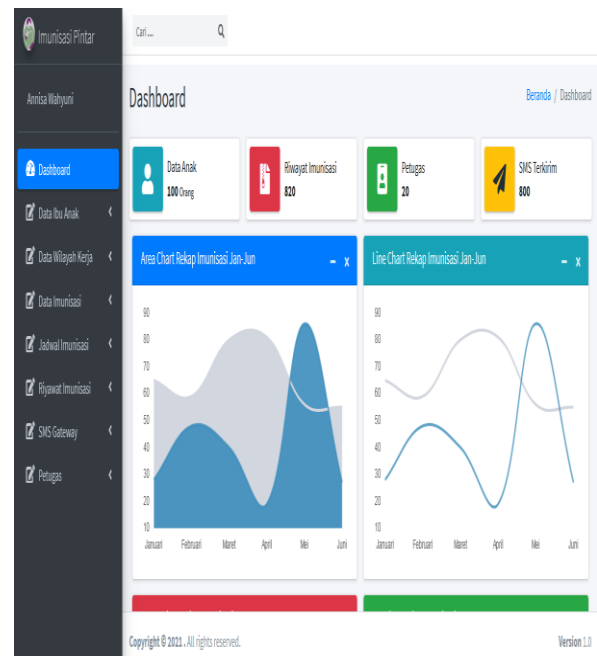 Imunisasi Pintar
Cari ....
Annisa Wahyuni
Dashboard
Data Ibu Anak
Data Wilayah Kerja
Data Imunisasi
Jadwal Imunisasi
Riyawat Imunisasi
SMS Gateway
Petugas
Dashboard
Beranda / Dashboard
Data Anak
100 Orang
Riwayat Imunisasi
820
Petugas
20
SMS Terkirim
800
Area Chart Rekap Imunisasi Jan-Jun
90
80
70
60
50
40
30
20
10
Januari Februari Maret April Mei Juni
Line Chart Rekap Imunisasi Jan-Jun
90
80
70
60
50
40
30
20
10
Januari Februari Maret April Mei Juni
Copyright © 2021 . All rights reserved.
Version 1.0